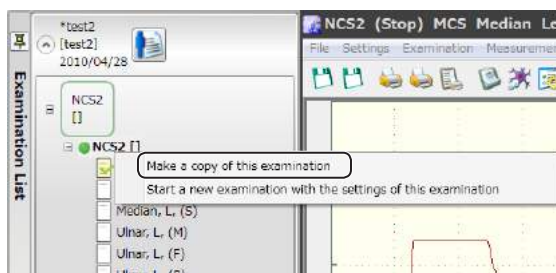 *test2
[test2]
2010/04/28
Examination List
NCS2
[]
NCS2 []
Make a copy of this examination
Start a new examination with the settings of this examination
Median, L, (S)
Ulnar, L, (M)
Ulnar, L, (F)
NCS2 (Stop) MCS Median
File Settings Examination